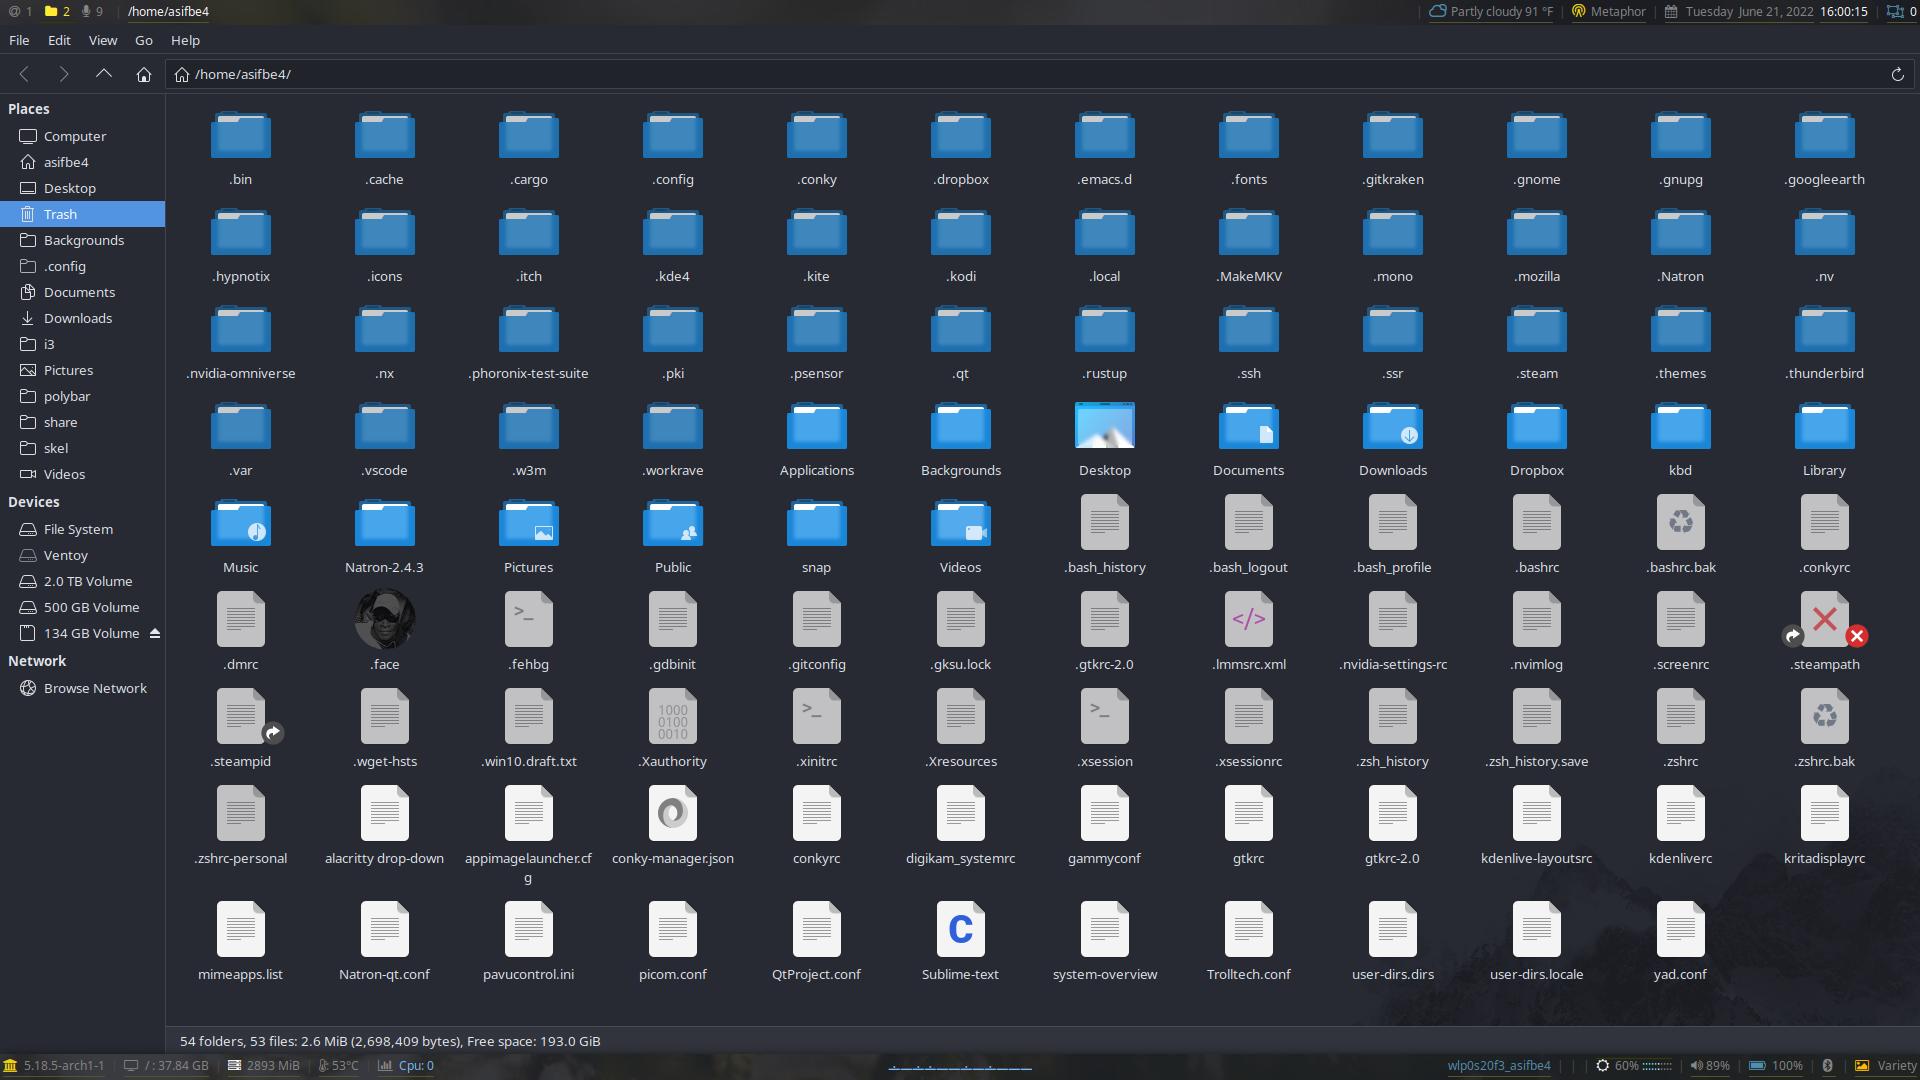 1 2 9 /home/asifbe4 Partly cloudy 91 °F Metaphor Tuesday June 21, 2022 16:00:15 0
File Edit View Go Help
/home/asifbe4/
Places
Computer
asifbe4
Desktop
Trash
Backgrounds
.config
Documents
Downloads
i3
Pictures
polybar
share
skel
Videos
Devices
File System
Ventoy
2.0 TB Volume
500 GB Volume
134 GB Volume
Network
Browse Network
.bin .cache .cargo .config .conky .dropbox .emacs.d .fonts .gitkraken .gnome .gnupg .googleearth
.hypnotix .icons .itch .kde4 .kite .kodi .local .MakeMKV .mono .mozilla .Natron .nv
.nvidia-omniverse .nx .phoronix-test-suite .pki .psensor .qt .rustup .ssh .ssr .steam .themes .thunderbird
.var .vscode .w3m .workrave Applications Backgrounds Desktop Documents Downloads Dropbox kbd Library
Music Natron-2.4.3 Pictures Public snap Videos .bash_history .bash_logout .bash_profile .bashrc .bashrc.bak .conkyrc
.dmrc .face .fehbg .gdbinit .gitconfig .gksu.lock .gtkrc-2.0 .lmmsrc.xml .nvidia-settings-rc .nvimlog .screenrc .steampath
1000
0100
0010
.steampid .wget-hsts .win10.draft.txt .Xauthority .xinitrc .Xresources .xsession .xsessionrc .zsh_history .zsh_history.save .zshrc .zshrc.bak
.zshrc-personal alacritty drop-down appimagelauncher.cf conky-manager.json conkyrc digikam_systemrc gammyconf gtkrc gtkrc-2.0 kdenlive-layoutsrc kdenliverc kritadisplayrc
g
C
mimeapps.list Natron-qt.conf pavucontrol.ini picom.conf QtProject.conf Sublime-text system-overview Trolltech.conf user-dirs.dirs user-dirs.locale yad.conf
54 folders, 53 files: 2.6 MiB (2,698,409 bytes), Free space: 193.0 GiB
5.18.5-arch1-1 / : 37.84 GB 2893 MiB 53°C Cpu: 0 wlp0s20f3_asifbe4 60% 89% 100% Variety